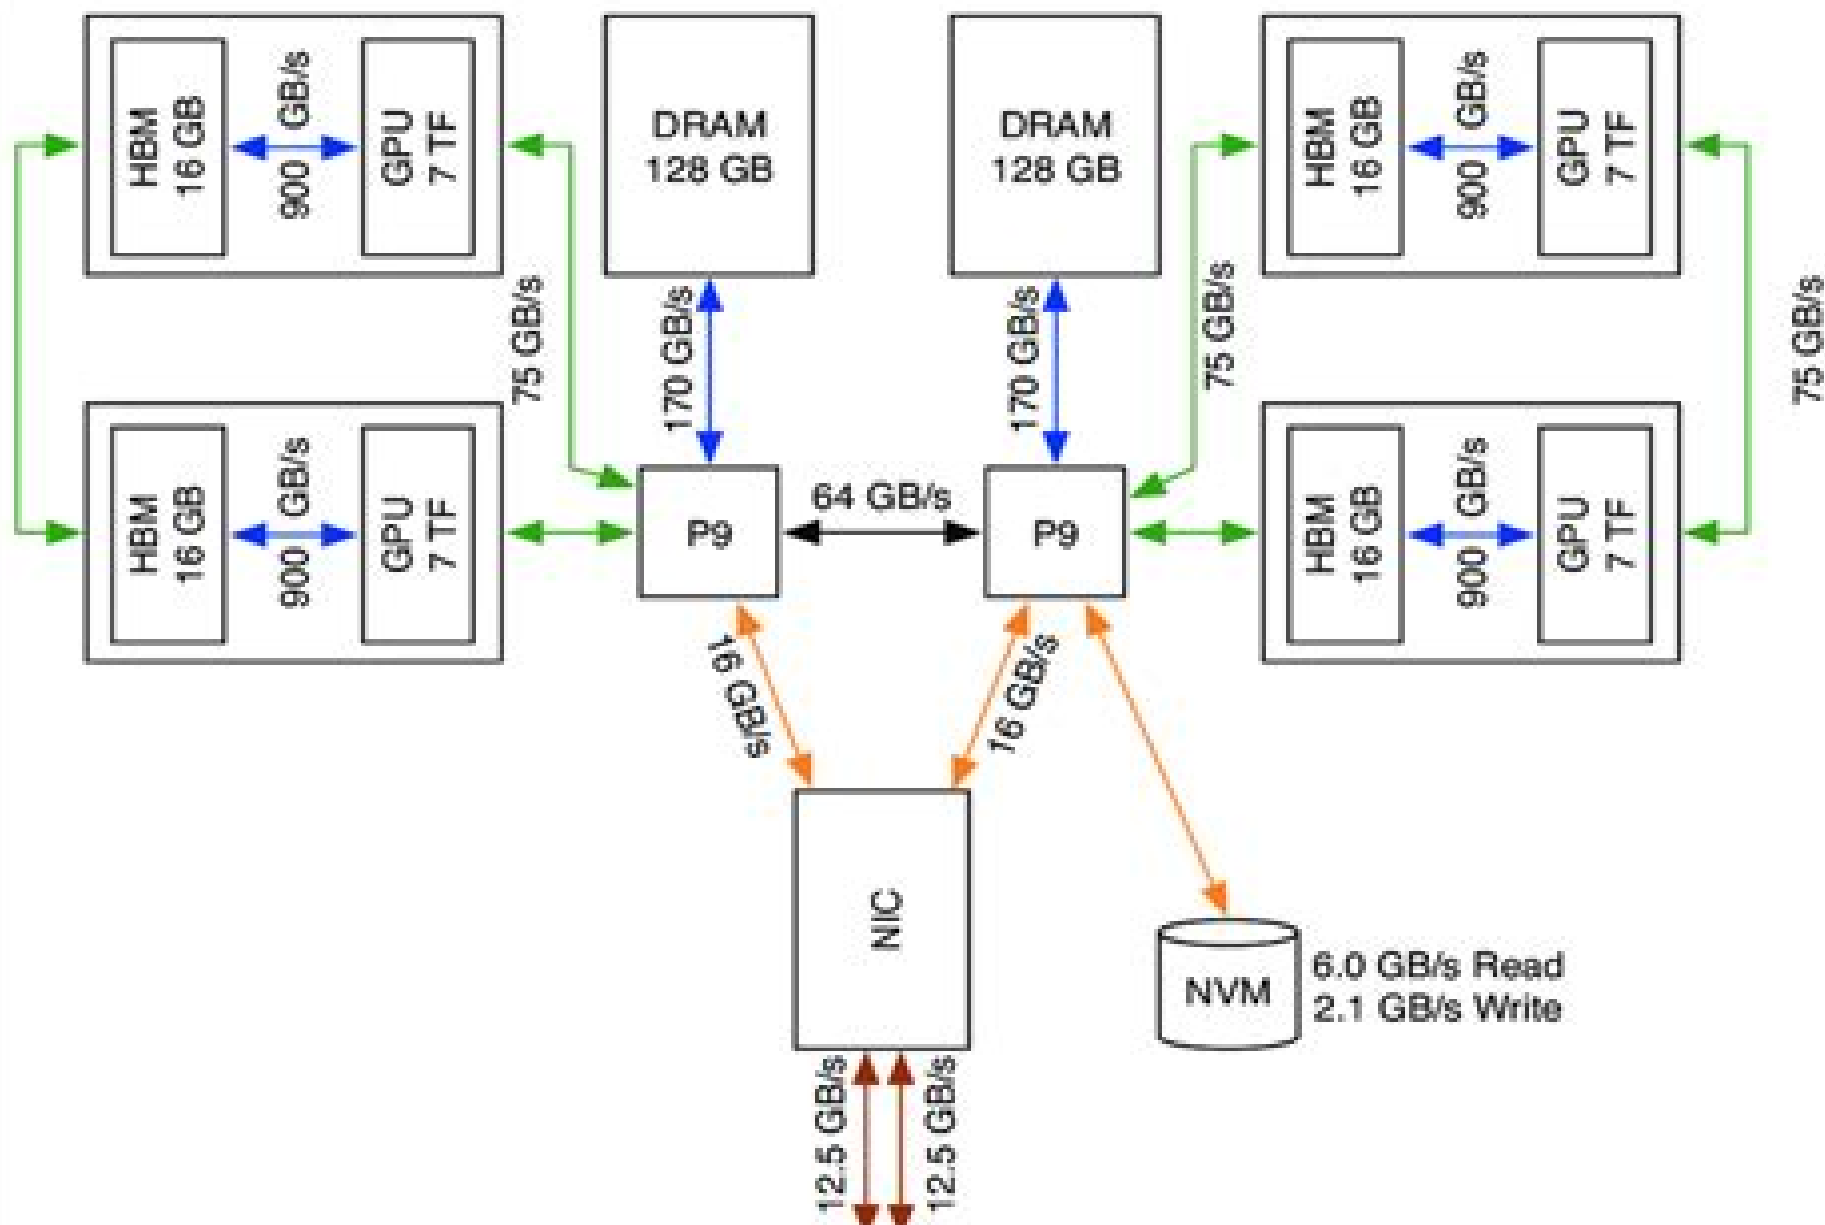 HBM
16 GB
900 GB/s
GPU
7 TF
DRAM
128 GB
DRAM
128 GB
HBM
16 GB
900 GB/s
GPU
7 TF
75 GB/s
170 GB/s
170 GB/s
75 GB/s
75 GB/s
HBM
16 GB
900 GB/s
GPU
7 TF
P9
64 GB/s
P9
HBM
16 GB
900 GB/s
GPU
7 TF
16 GB/s
16 GB/s
NIC
NVM
6.0 GB/s Read
2.1 GB/s Write
12.5 GB/s
12.5 GB/s